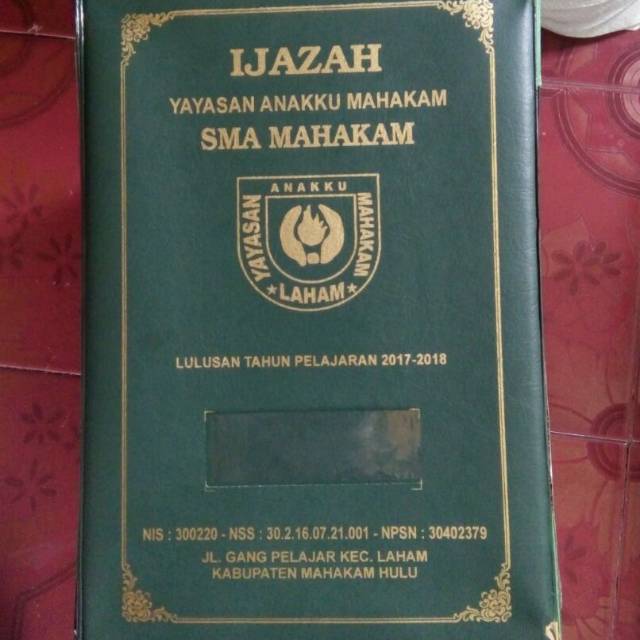 IJAZAH
YAYASAN ANAKKU MAHAKAM
SMA MAHAKAM
ANAKKU
YAYASAN
MAHAKAM
LAHAM
LULUSAN TAHUN PELAJARAN 2017-2018
NIS : 300220 - NSS : 30.2.16.07.21.001 - NPSN : 30402379
JL. GANG PELAJAR KEC. LAHAM
KABUPATEN MAHAKAM HULU